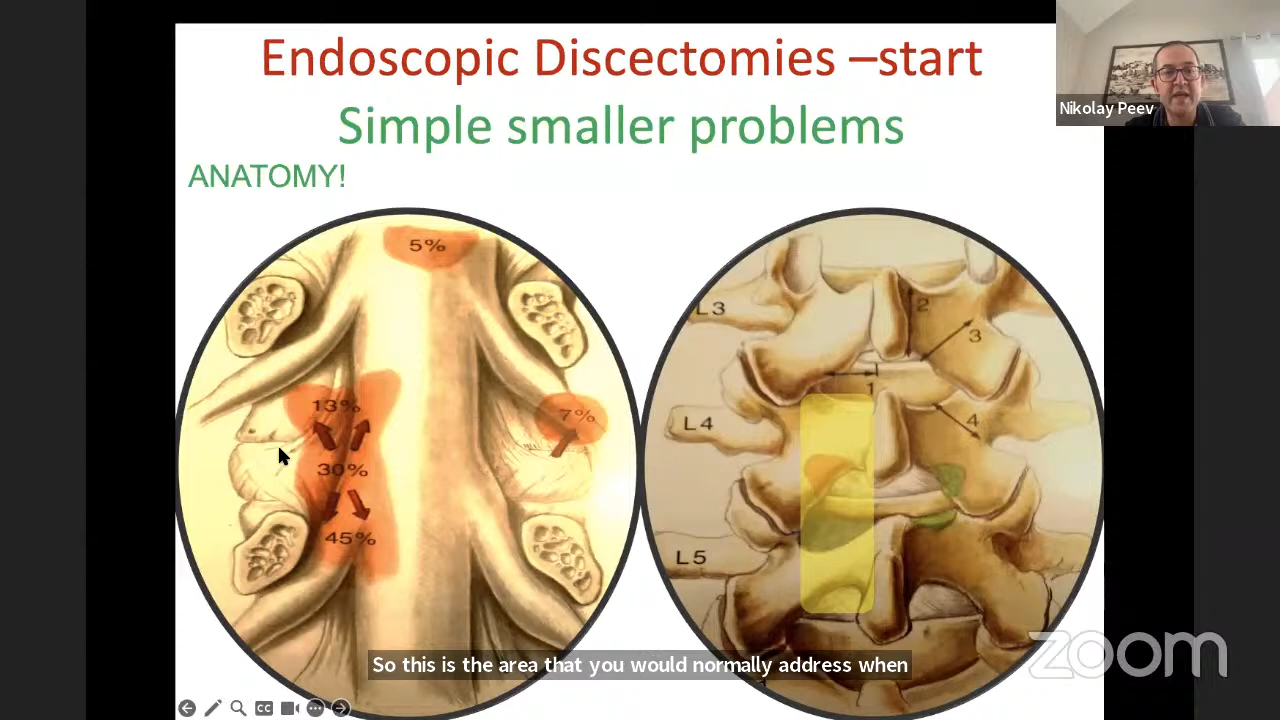 Endoscopic Discectomies –start
Simple smaller problems
ANATOMY!
Nikolay Peev
5%
13%
7%
30%
45%
L3
2
3
1
L4
4
L5
So this is the area that you would normally address when
CC
zoom